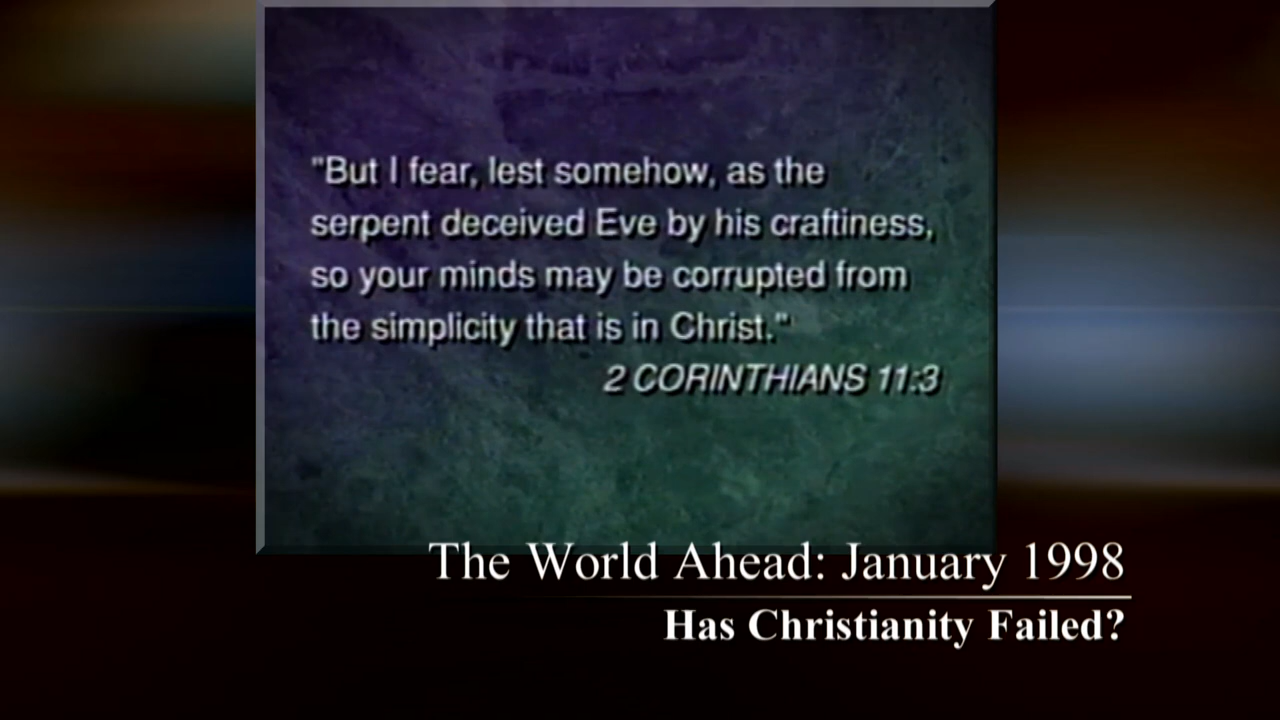 "But I fear, lest somehow, as the
serpent deceived Eve by his craftiness,
so your minds may be corrupted from
the simplicity that is in Christ."
2 CORINTHIANS 11:3
The World Ahead: January 1998
Has Christianity Failed?